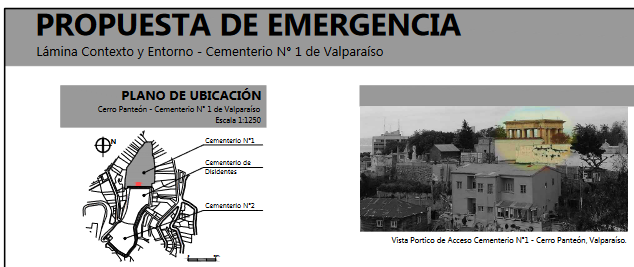 PROPUESTA DE EMERGENCIA
Lámina Contexto y Entorno - Cementerio N° 1 de Valparaíso
PLANO DE UBICACIÓN
Cerro Panteón - Cementerio N° 1 de Valparaíso
Escala 1:1250
N
Cementerio N°1
Cementerio de
Disidentes
Cementerio N°2
Vista Portico de Acceso Cementerio N°1 - Cerro Panteón, Valparaíso.